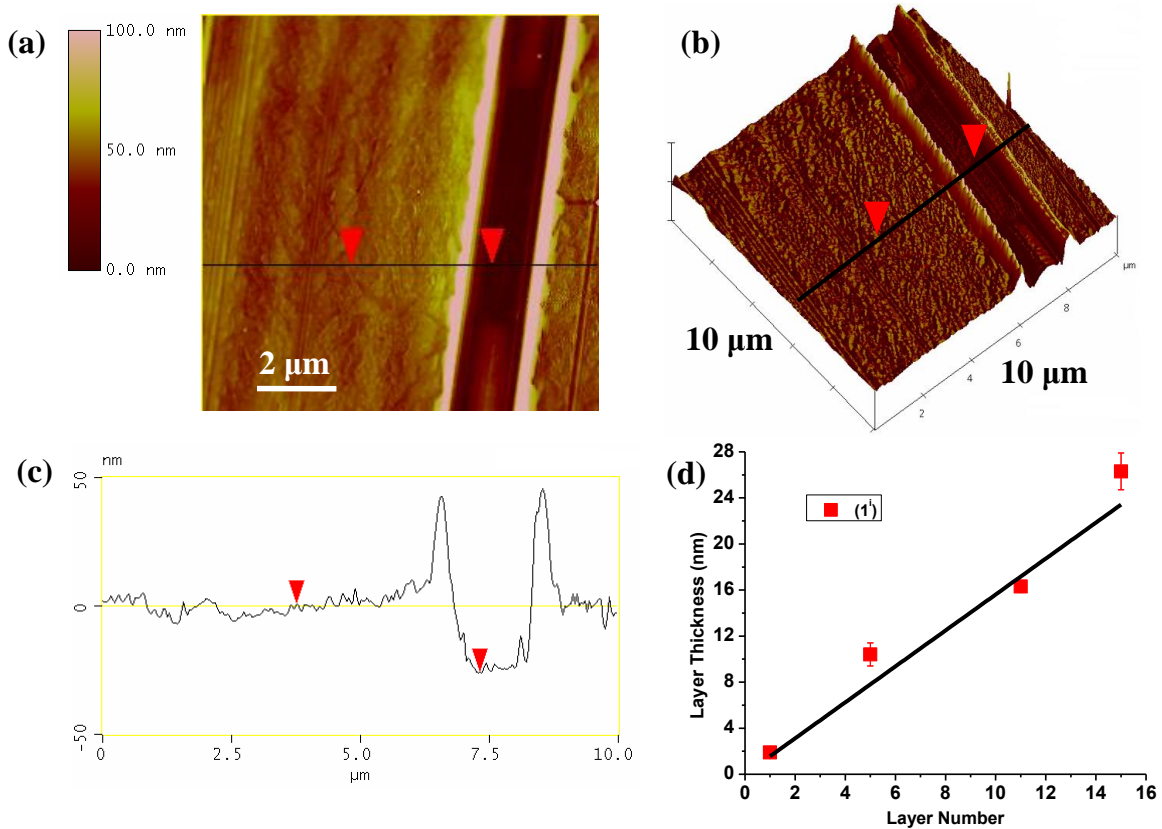 (a)
100.0 nm
50.0 nm
0.0 nm
2 μm
(b)
μm
8
6
4
2
10 μm
10 μm
(c)
nm
50
0
-50
0
2.5
5.0
7.5
10.0
μm
(d)
Layer Thickness (nm)
28
24
20
16
12
8
4
0
(1ⁱ)
2
4
6
8
10
12
14
16
Layer Number